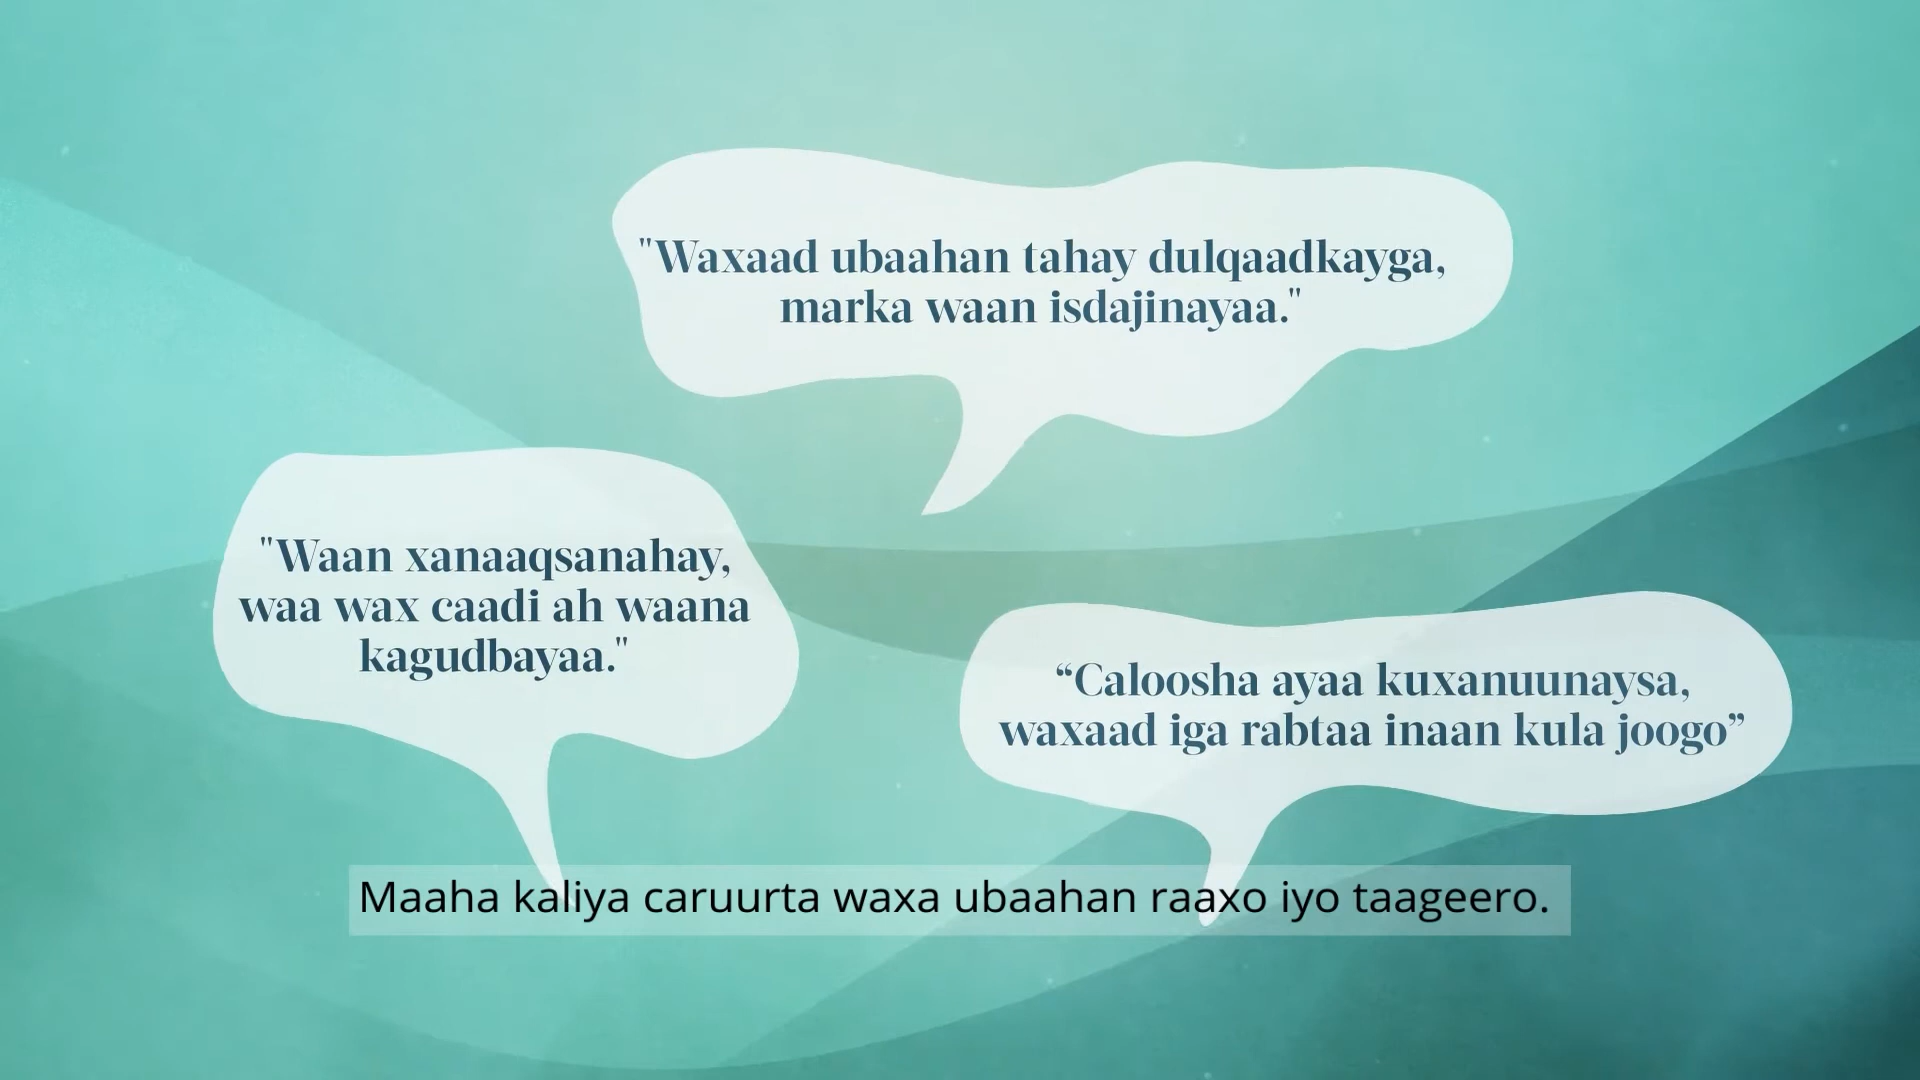 "Waxaad ubaahan tahay dulqaadkayga,
marka waan isdajinayaa."
"Waan xanaaqsanahay,
waa wax caadi ah waana
kagudbayaa."
“Caloosha ayaa kuxanuunaysa,
waxaad iga rabtaa inaan kula joogo”
Maaha kaliya caruurta waxa ubaahan raaxo iyo taageero.